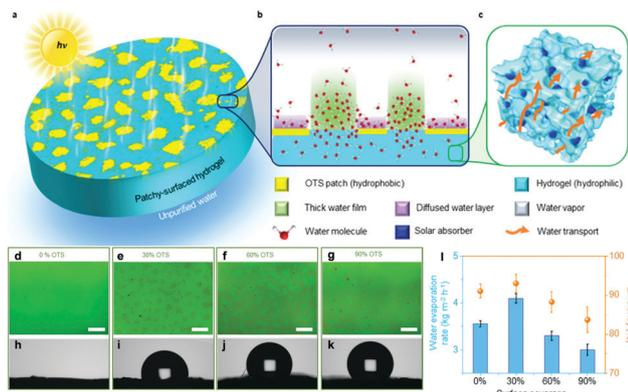 a
b
c
hν
Patchy-surfaced hydrogel
Unpurified water
OTS patch (hydrophobic)
Hydrogel (hydrophilic)
Thick water film
Diffused water layer
Water vapor
Water molecule
Solar absorber
Water transport
d
0 % OTS
e
30% OTS
f
60% OTS
g
90% OTS
h
i
j
k
l
Water evaporation
rate (kg m⁻² h⁻¹)
5
4
3
100
90
80
70
0%
30%
60%
90%